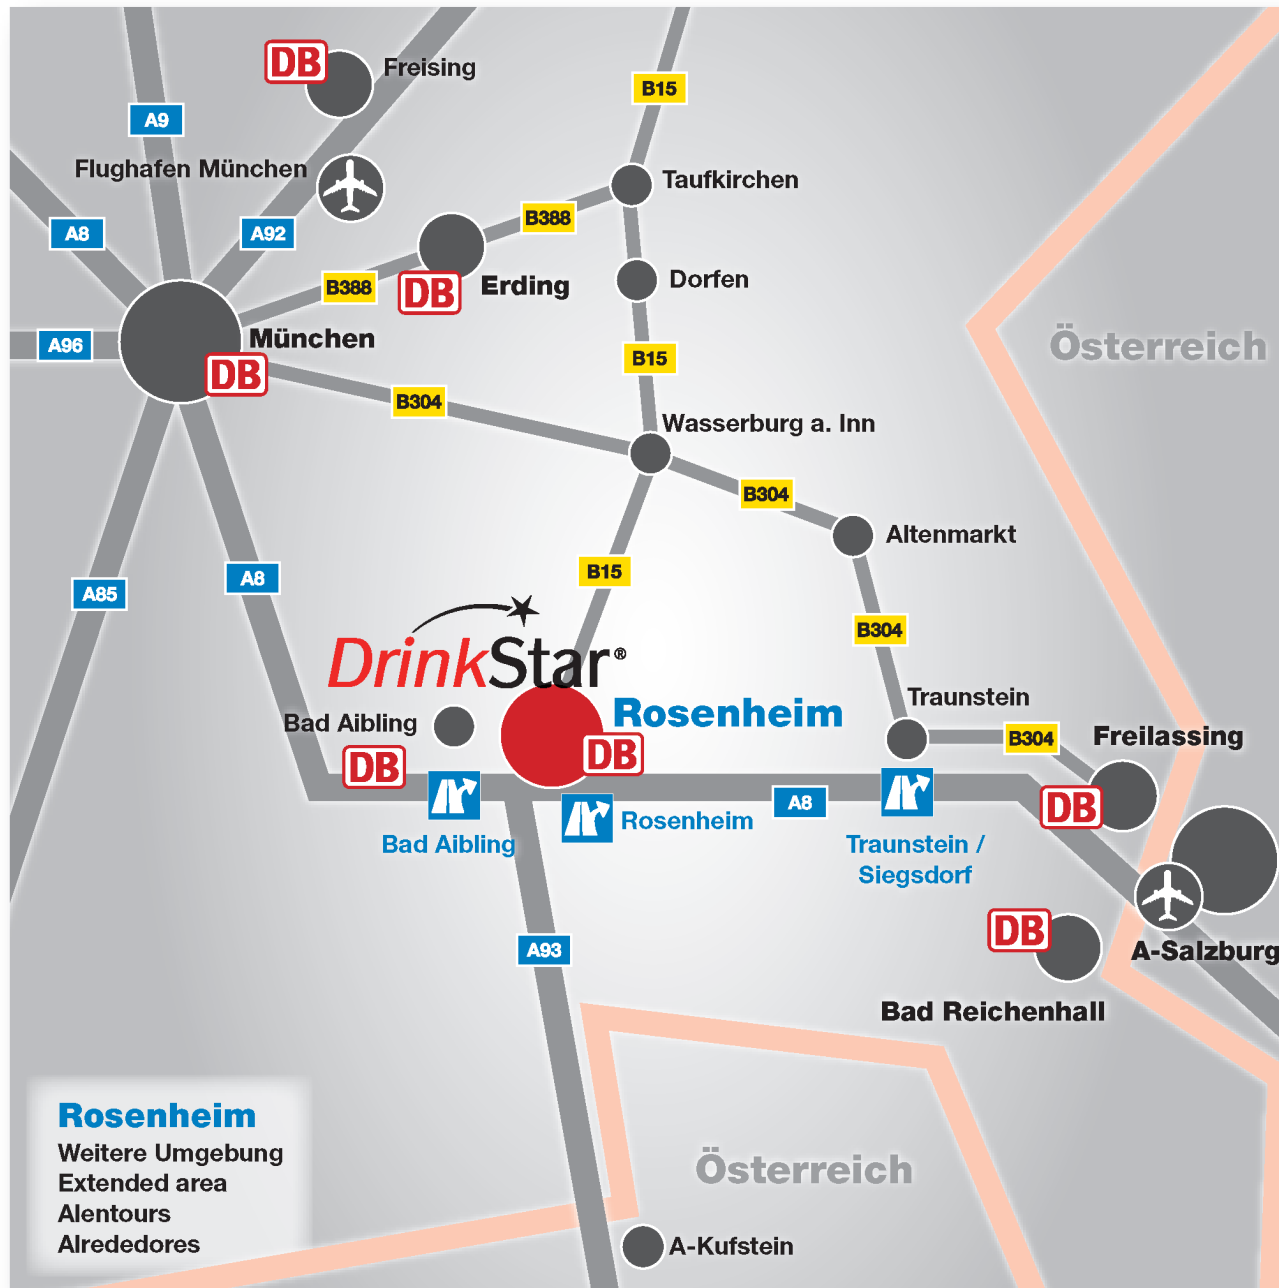 DB
Freising
B15
A9
Flughafen München
Taufkirchen
A8
A92
B388
B388
DB
Erding
Dorfen
München
A96
DB
B15
Österreich
B304
Wasserburg a. Inn
B304
Altenmarkt
B15
A8
A85
B304
DrinkStar®
Traunstein
Bad Aibling
Rosenheim
B304
Freilassing
DB
DB
A8
DB
Bad Aibling
Rosenheim
Traunstein /
Siegsdorf
DB
A93
A-Salzburg
Bad Reichenhall
Rosenheim
Weitere Umgebung
Extended area
Alentours
Alrededores
Österreich
A-Kufstein